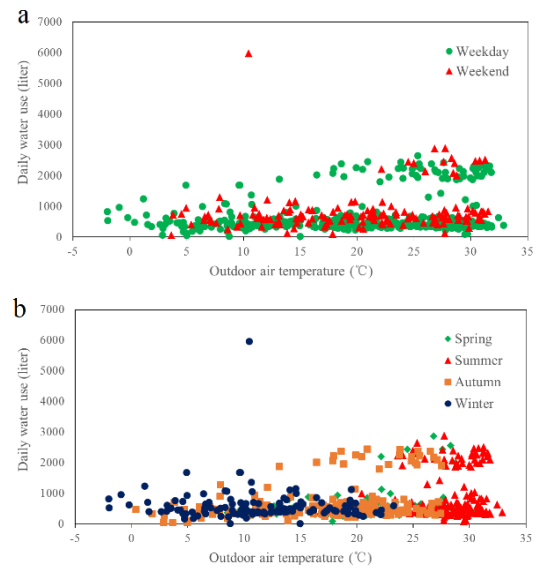 a
7000
6000
5000
4000
3000
2000
1000
0
Daily water use (liter)
Weekday
Weekend
-5 0 5 10 15 20 25 30 35
Outdoor air temperature (℃)
b
7000
6000
5000
4000
3000
2000
1000
0
Daily water use (liter)
Spring
Summer
Autumn
Winter
-5 0 5 10 15 20 25 30 35
Outdoor air temperature (℃)